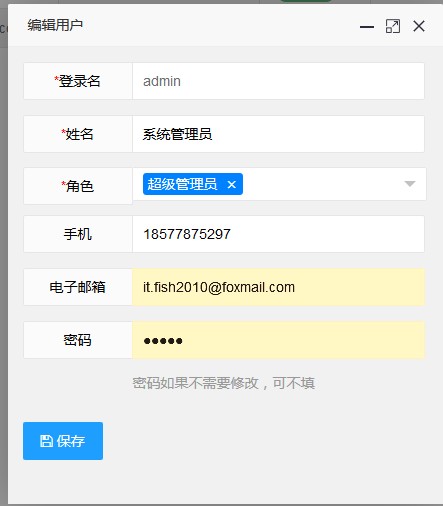 编辑用户
*登录名 admin
*姓名 系统管理员
*角色 超级管理员 ×
手机 18577875297
电子邮箱 it.fish2010@foxmail.com
密码 ●●●●●
密码如果不需要修改，可不填
保存